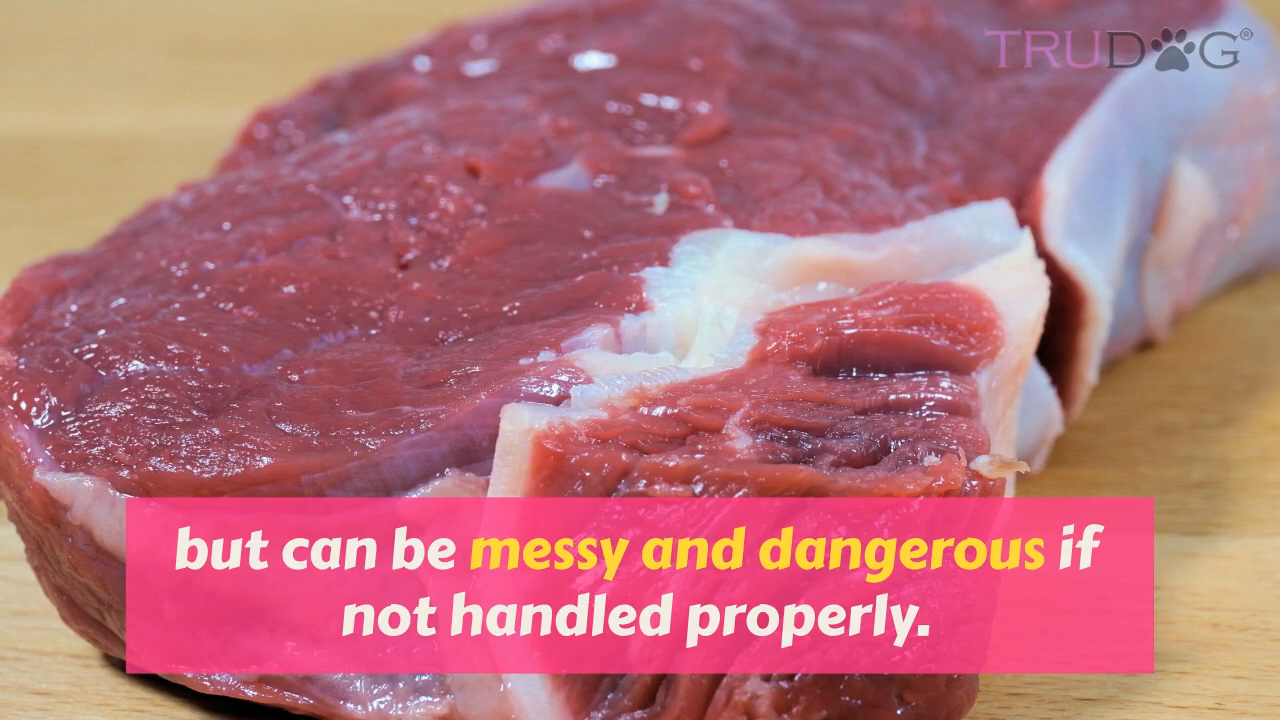 TRUDOG®
but can be messy and dangerous if
not handled properly.